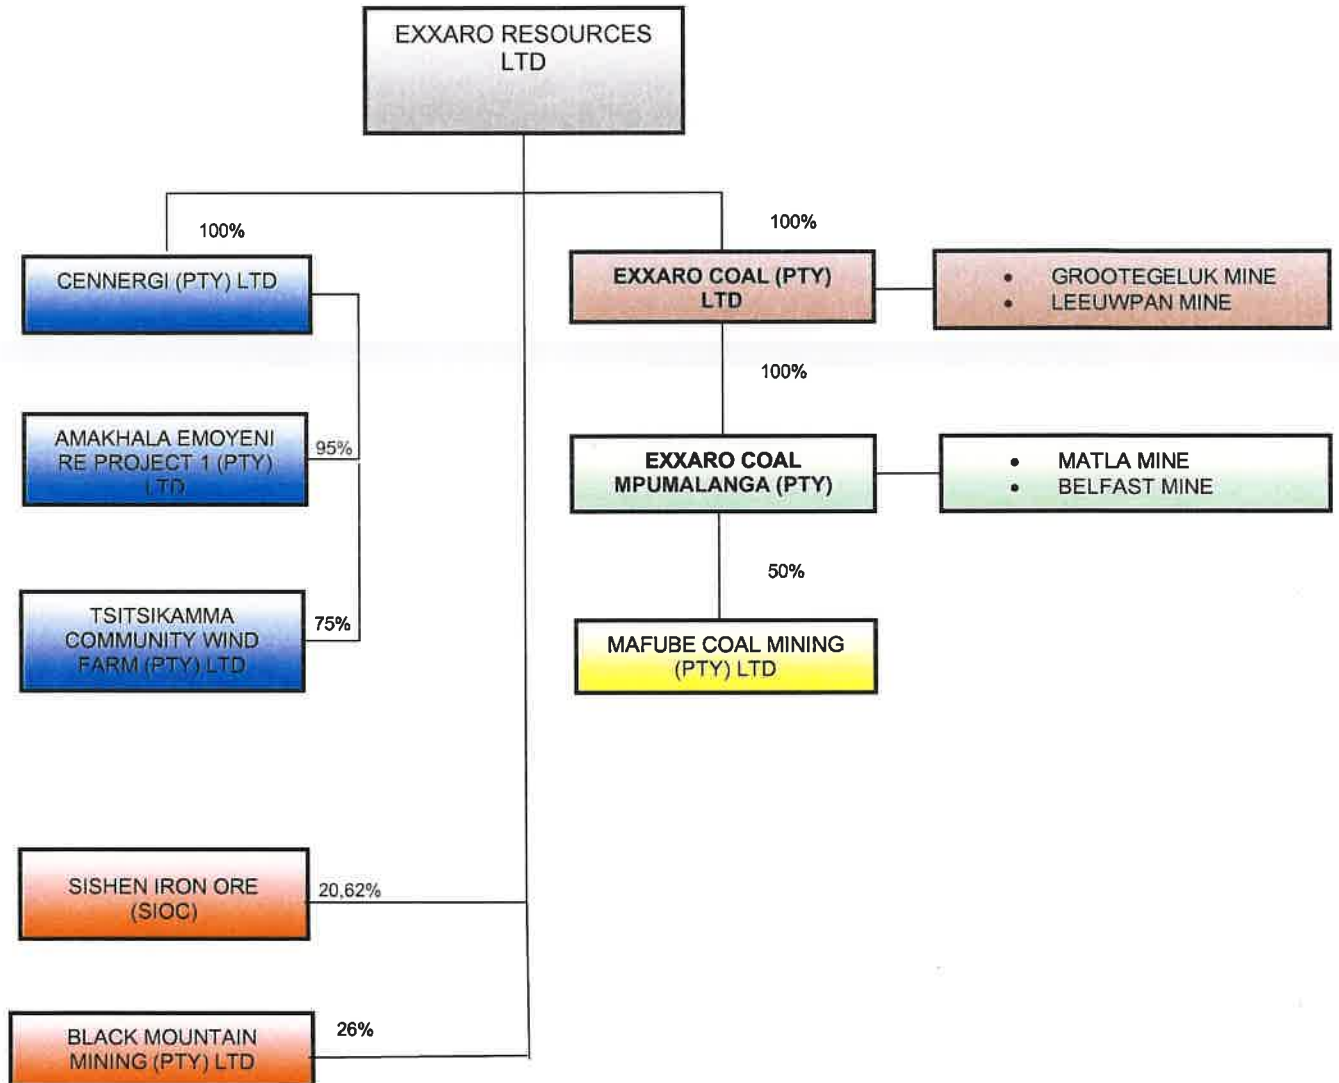 EXXARO RESOURCES
LTD
100%
100%
CENNERGI (PTY) LTD
EXXARO COAL (PTY)
LTD
• GROOTEGELUK MINE
• LEEUWPAN MINE
100%
AMAKHALA EMOYENI
RE PROJECT 1 (PTY)
LTD
95%
EXXARO COAL
MPUMALANGA (PTY)
• MATLA MINE
• BELFAST MINE
50%
TSITSIKAMMA
COMMUNITY WIND
FARM (PTY) LTD
75%
MAFUBE COAL MINING
(PTY) LTD
SISHEN IRON ORE
(SIOC)
20,62%
BLACK MOUNTAIN
MINING (PTY) LTD
26%